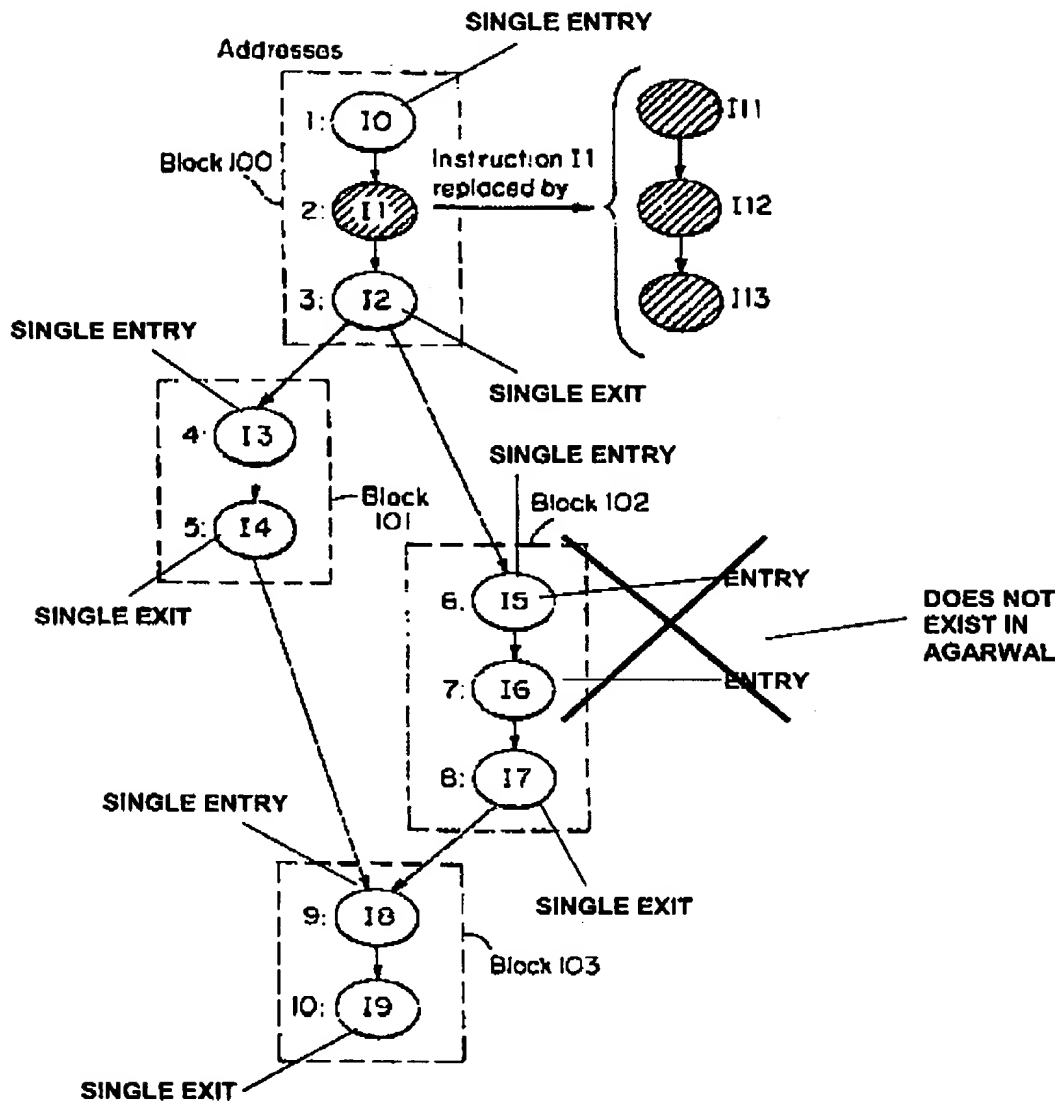 SINGLE ENTRY
Addresses
1: I0
I11
Block 100
Instruction I1
replaced by
2: I1
I12
3: I2
I13
SINGLE ENTRY
SINGLE EXIT
4: I3
SINGLE ENTRY
Block
101
Block 102
5: I4
ENTRY
6. I5
DOES NOT
EXIST IN
AGARWAL
SINGLE EXIT
7: I6
ENTRY
8: I7
SINGLE ENTRY
SINGLE EXIT
9: I8
Block 103
10: I9
SINGLE EXIT